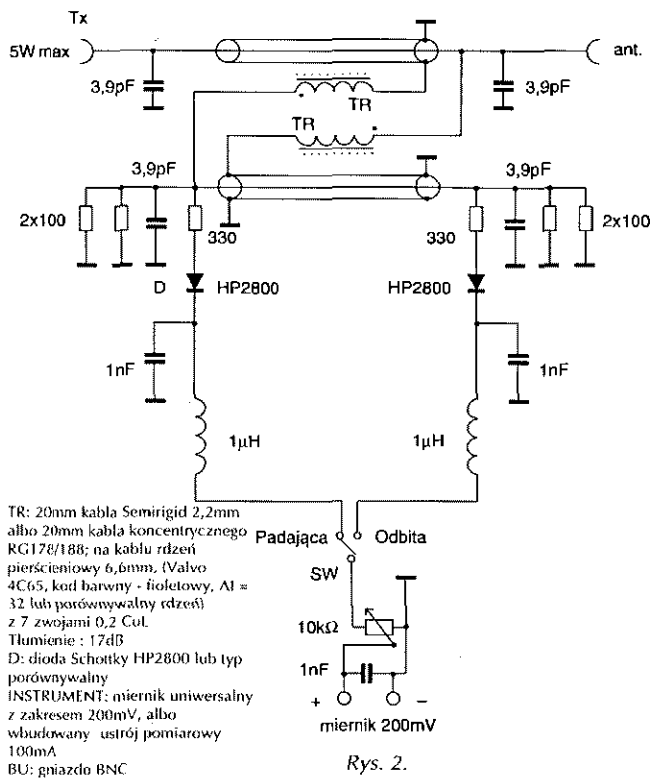 Tx
5W max
ant.
3,9pF
3,9pF
TR
TR
3,9pF
3,9pF
2x100
330
330
2x100
D
HP2800
HP2800
1nF
1nF
1µH
1µH
Padająca
Odbita
SW
10kΩ
1nF
+
−
miernik 200mV
TR: 20mm kabla Semirigid 2,2mm
albo 20mm kabla koncentrycznego
RG178/188; na kablu rdzeń
pierścieniowy 6,6mm, (Valvo
4C65, kod barwny - fioletowy, Al =
32 lub porównywalny rdzeń)
z 7 zwojami 0,2 CuL
Tłumienie : 17dB
D: dioda Schottky HP2800 lub typ
porównywalny
INSTRUMENT: miernik uniwersalny
z zakresem 200mV, albo
wbudowany ustrój pomiarowy
100mA
BU: gniazdo BNC
Rys. 2.